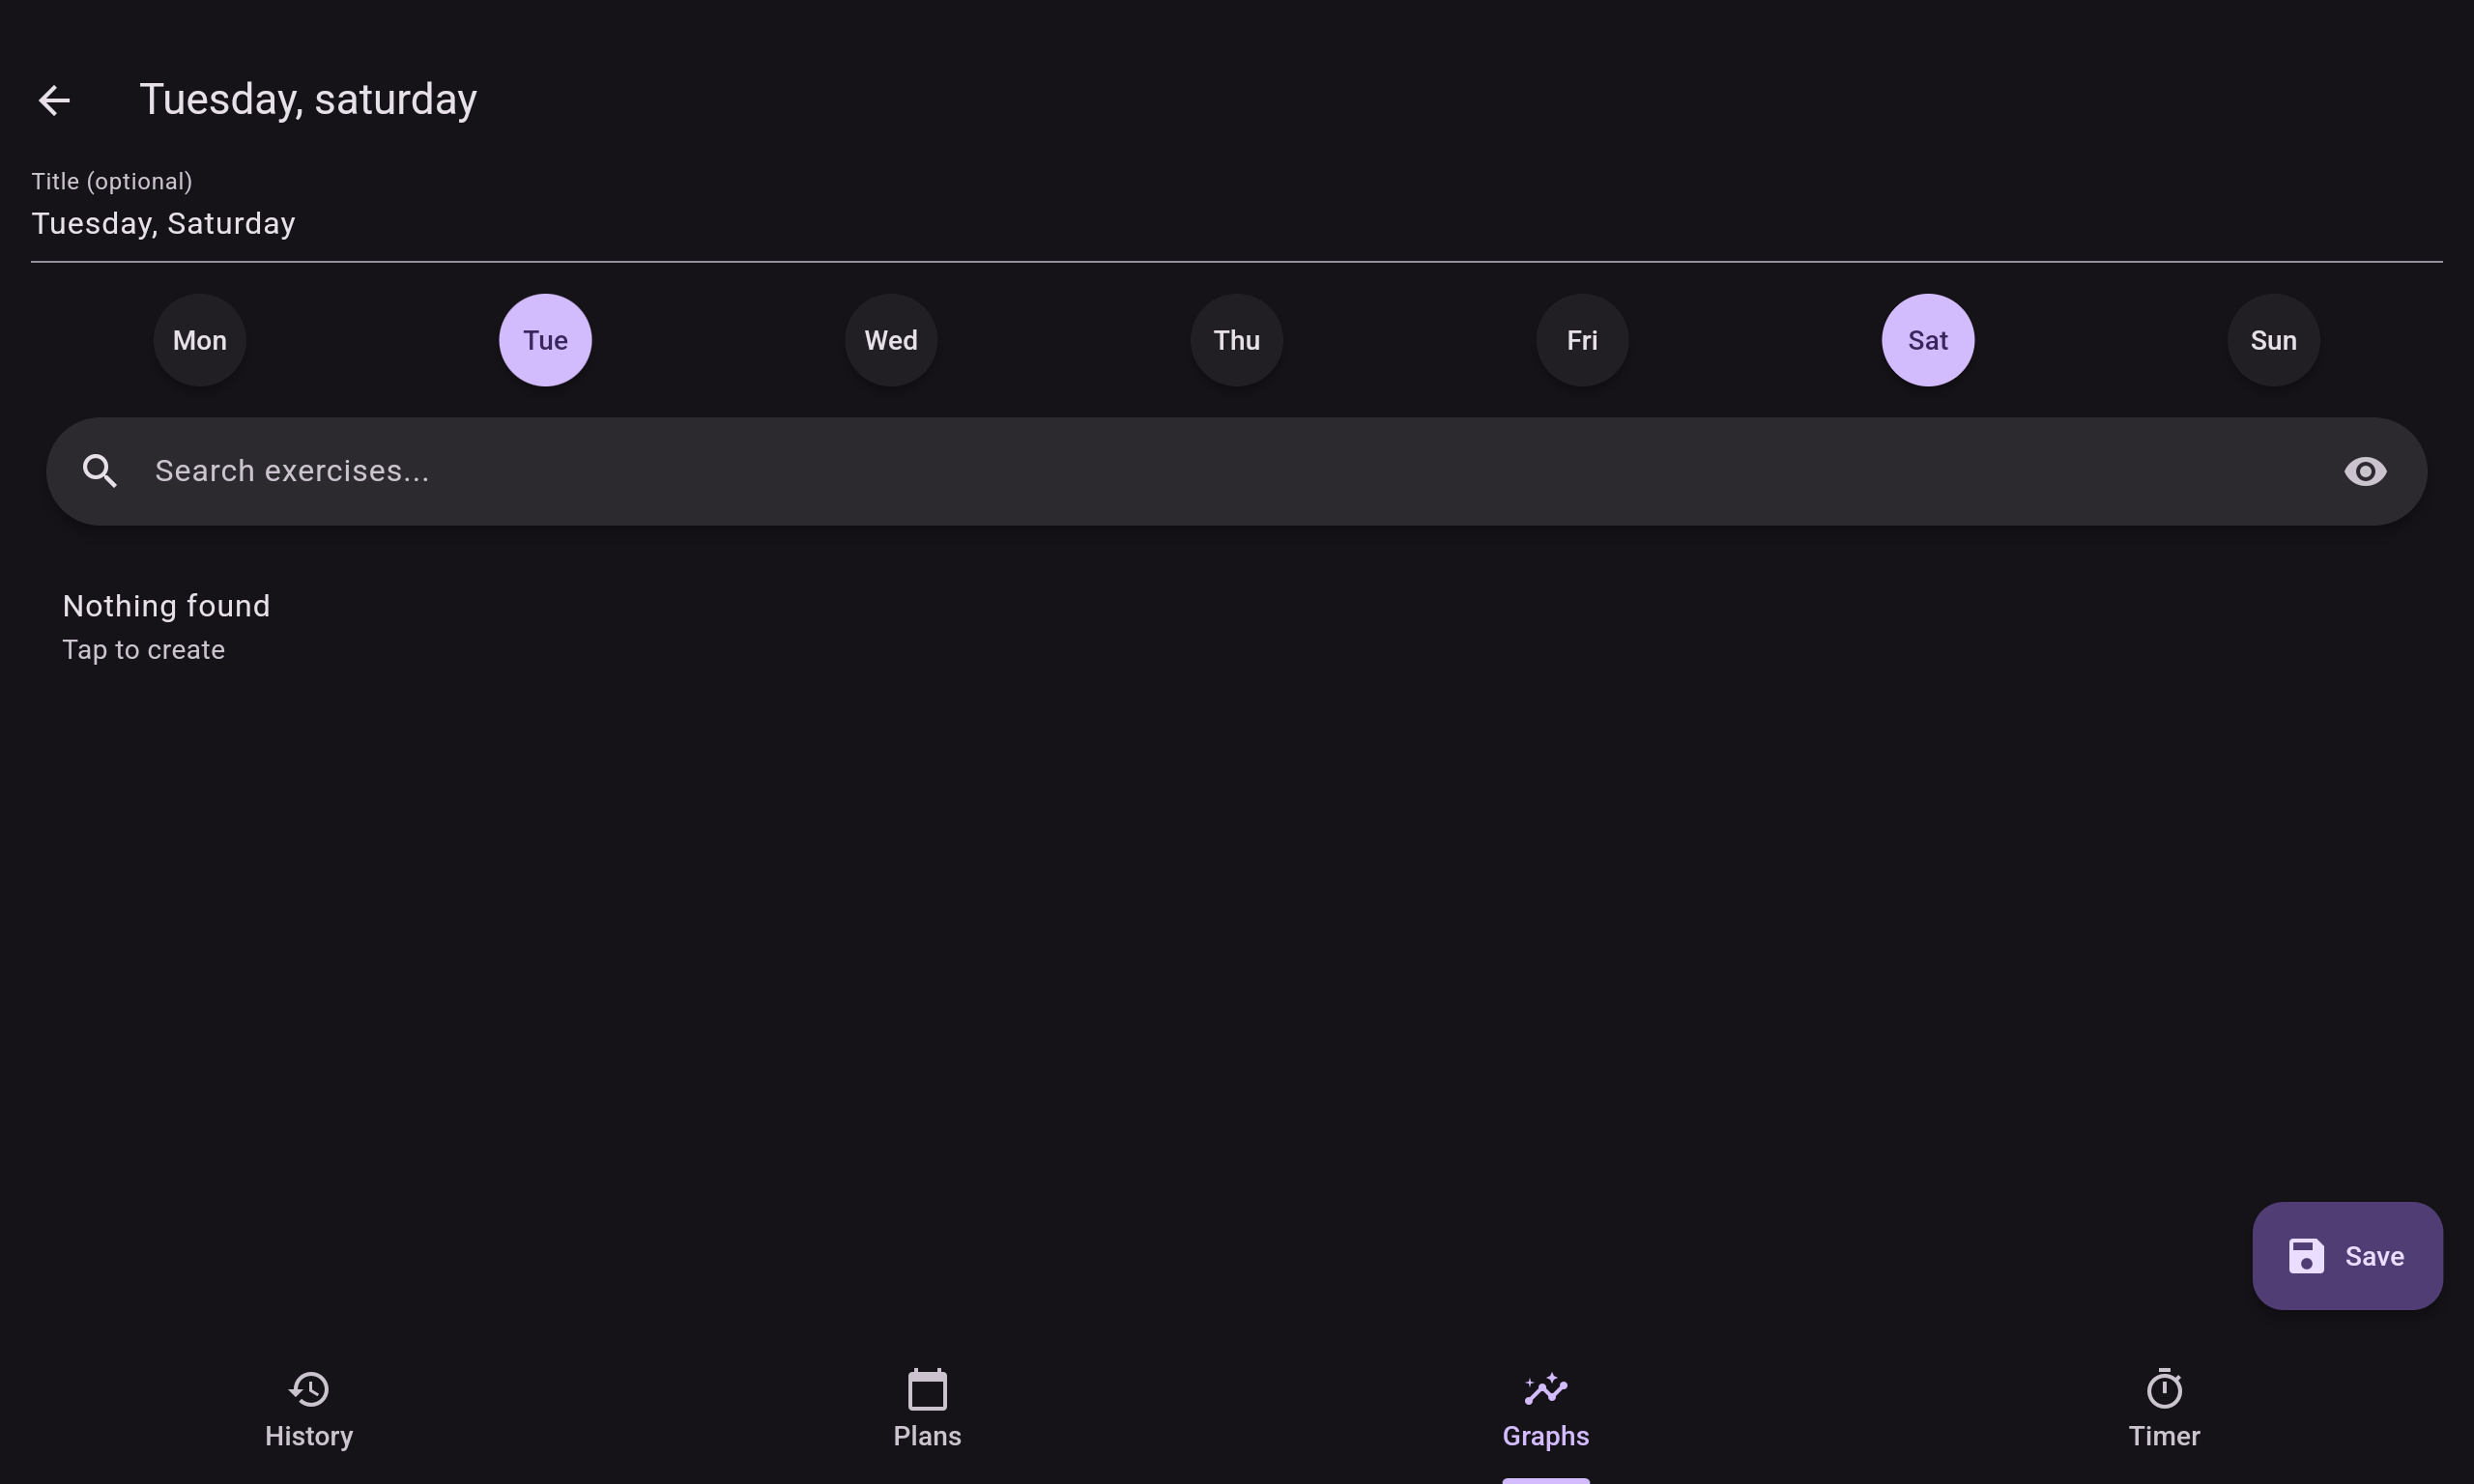 Tuesday, saturday
Title (optional)
Tuesday, Saturday
Mon Tue Wed Thu Fri Sat Sun
Search exercises...
Nothing found
Tap to create
Save
History Plans Graphs Timer